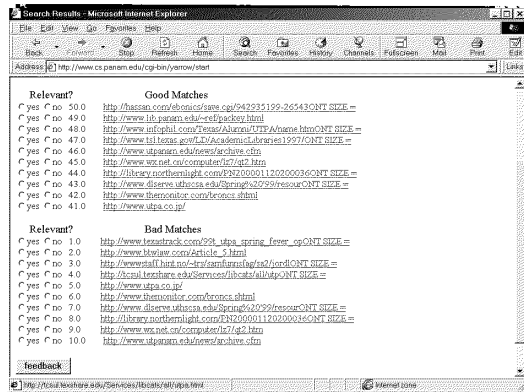 Search Results - Microsoft Internet Explorer
File Edit View Go Favorites Help
Back Forward Stop Refresh Home Search Favorites History Channels Fullscreen Mail Print Edit
Address http://www.cs.panam.edu/cgi-bin/yarrow/start Links
Relevant? Good Matches
yes no 50.0 http://hassan.com/ebonics/save.cgi/942935199-26543ONT SIZE =
yes no 49.0 http://www.lib.panam.edu/~ref/packey.html
yes no 48.0 http://www.infophil.com/Texas/Alumni/UTPA/name.htmONT SIZE =
yes no 47.0 http://www.tsl.texas.gov/LD/AcademicLibraries1997/ONT SIZE =
yes no 46.0 http://www.utpanam.edu/news/archive.cfm
yes no 45.0 http://www.wx.net.cn/computer/lz7/qt2.htm
yes no 44.0 http://library.northernlight.com/PN200001120200036ONT SIZE =
yes no 43.0 http://www.dlserve.uthscsa.edu/Spring%20'99/resourONT SIZE =
yes no 42.0 http://www.themonitor.com/broncs.shtml
yes no 41.0 http://www.utpa.co.jp/
Relevant? Bad Matches
yes no 1.0 http://www.texastrack.com/99t_utpa_spring_fever_opONT SIZE =
yes no 2.0 http://www.btwlaw.com/Article_5.html
yes no 3.0 http://www.staff.hint.no/~trs/samfunnsfag/sa2/jordlONT SIZE =
yes no 4.0 http://tcsul.texshare.edu/Services/libcats/all/utpONT SIZE =
yes no 5.0 http://www.utpa.co.jp/
yes no 6.0 http://www.themonitor.com/broncs.shtml
yes no 7.0 http://www.dlserve.uthscsa.edu/Spring%20'99/resourONT SIZE =
yes no 8.0 http://library.northernlight.com/PN200001120200036ONT SIZE =
yes no 9.0 http://www.wx.net.cn/computer/lz7/qt2.htm
yes no 10.0 http://www.utpanam.edu/news/archive.cfm
feedback
http://tcsul.texshare.edu/Services/libcats/all/utpa.html Internet zone